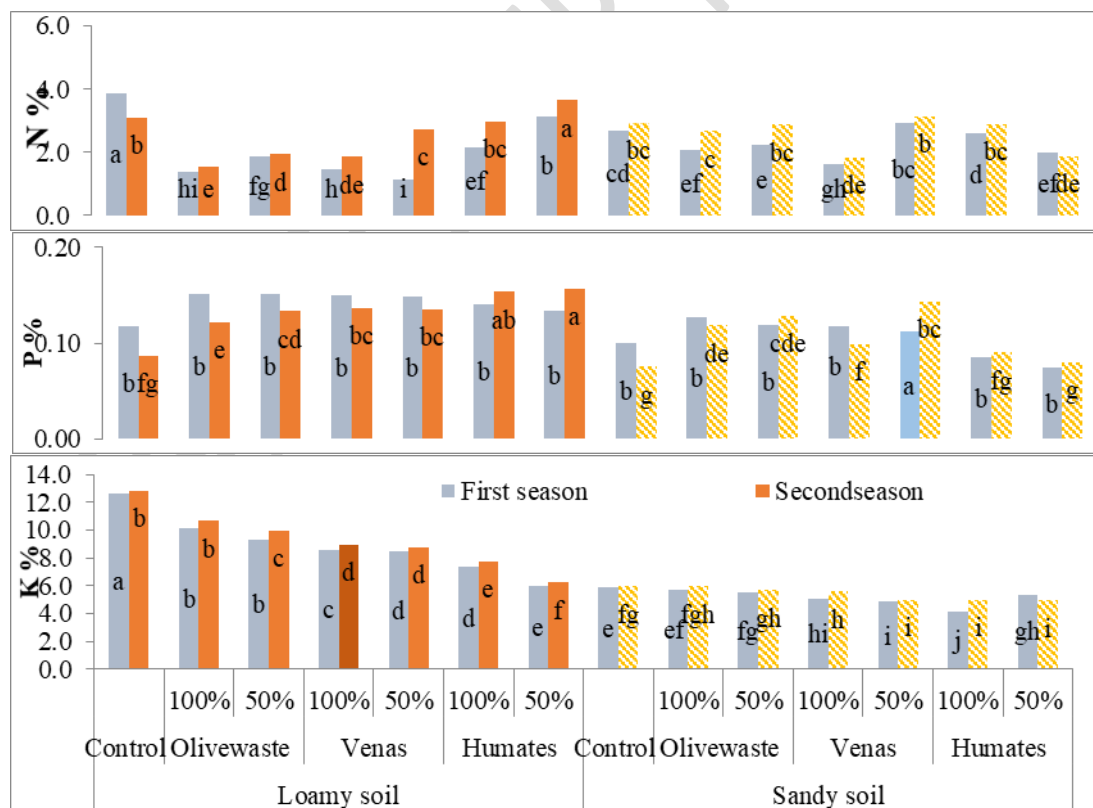 6.0
4.0
2.0
0.0
N %
a b hi e fg d h de i c ef bc b a cd bc ef c e bc gh de bc b d bc ef de
0.20
0.10
0.00
P %
b fg b e b cd b bc b bc b ab b a b g b de b cde b f a bc b fg b g
14.0
12.0
10.0
8.0
6.0
4.0
2.0
0.0
K %
First season Secondseason
a b b b b c c d d d d e e f e fg ef fgh fg gh hi h i i j i gh i
100% 50% 100% 50% 100% 50% 100% 50% 100% 50% 100% 50%
Control Olivewaste Venas Humates Control Olivewaste Venas Humates
Loamy soil Sandy soil